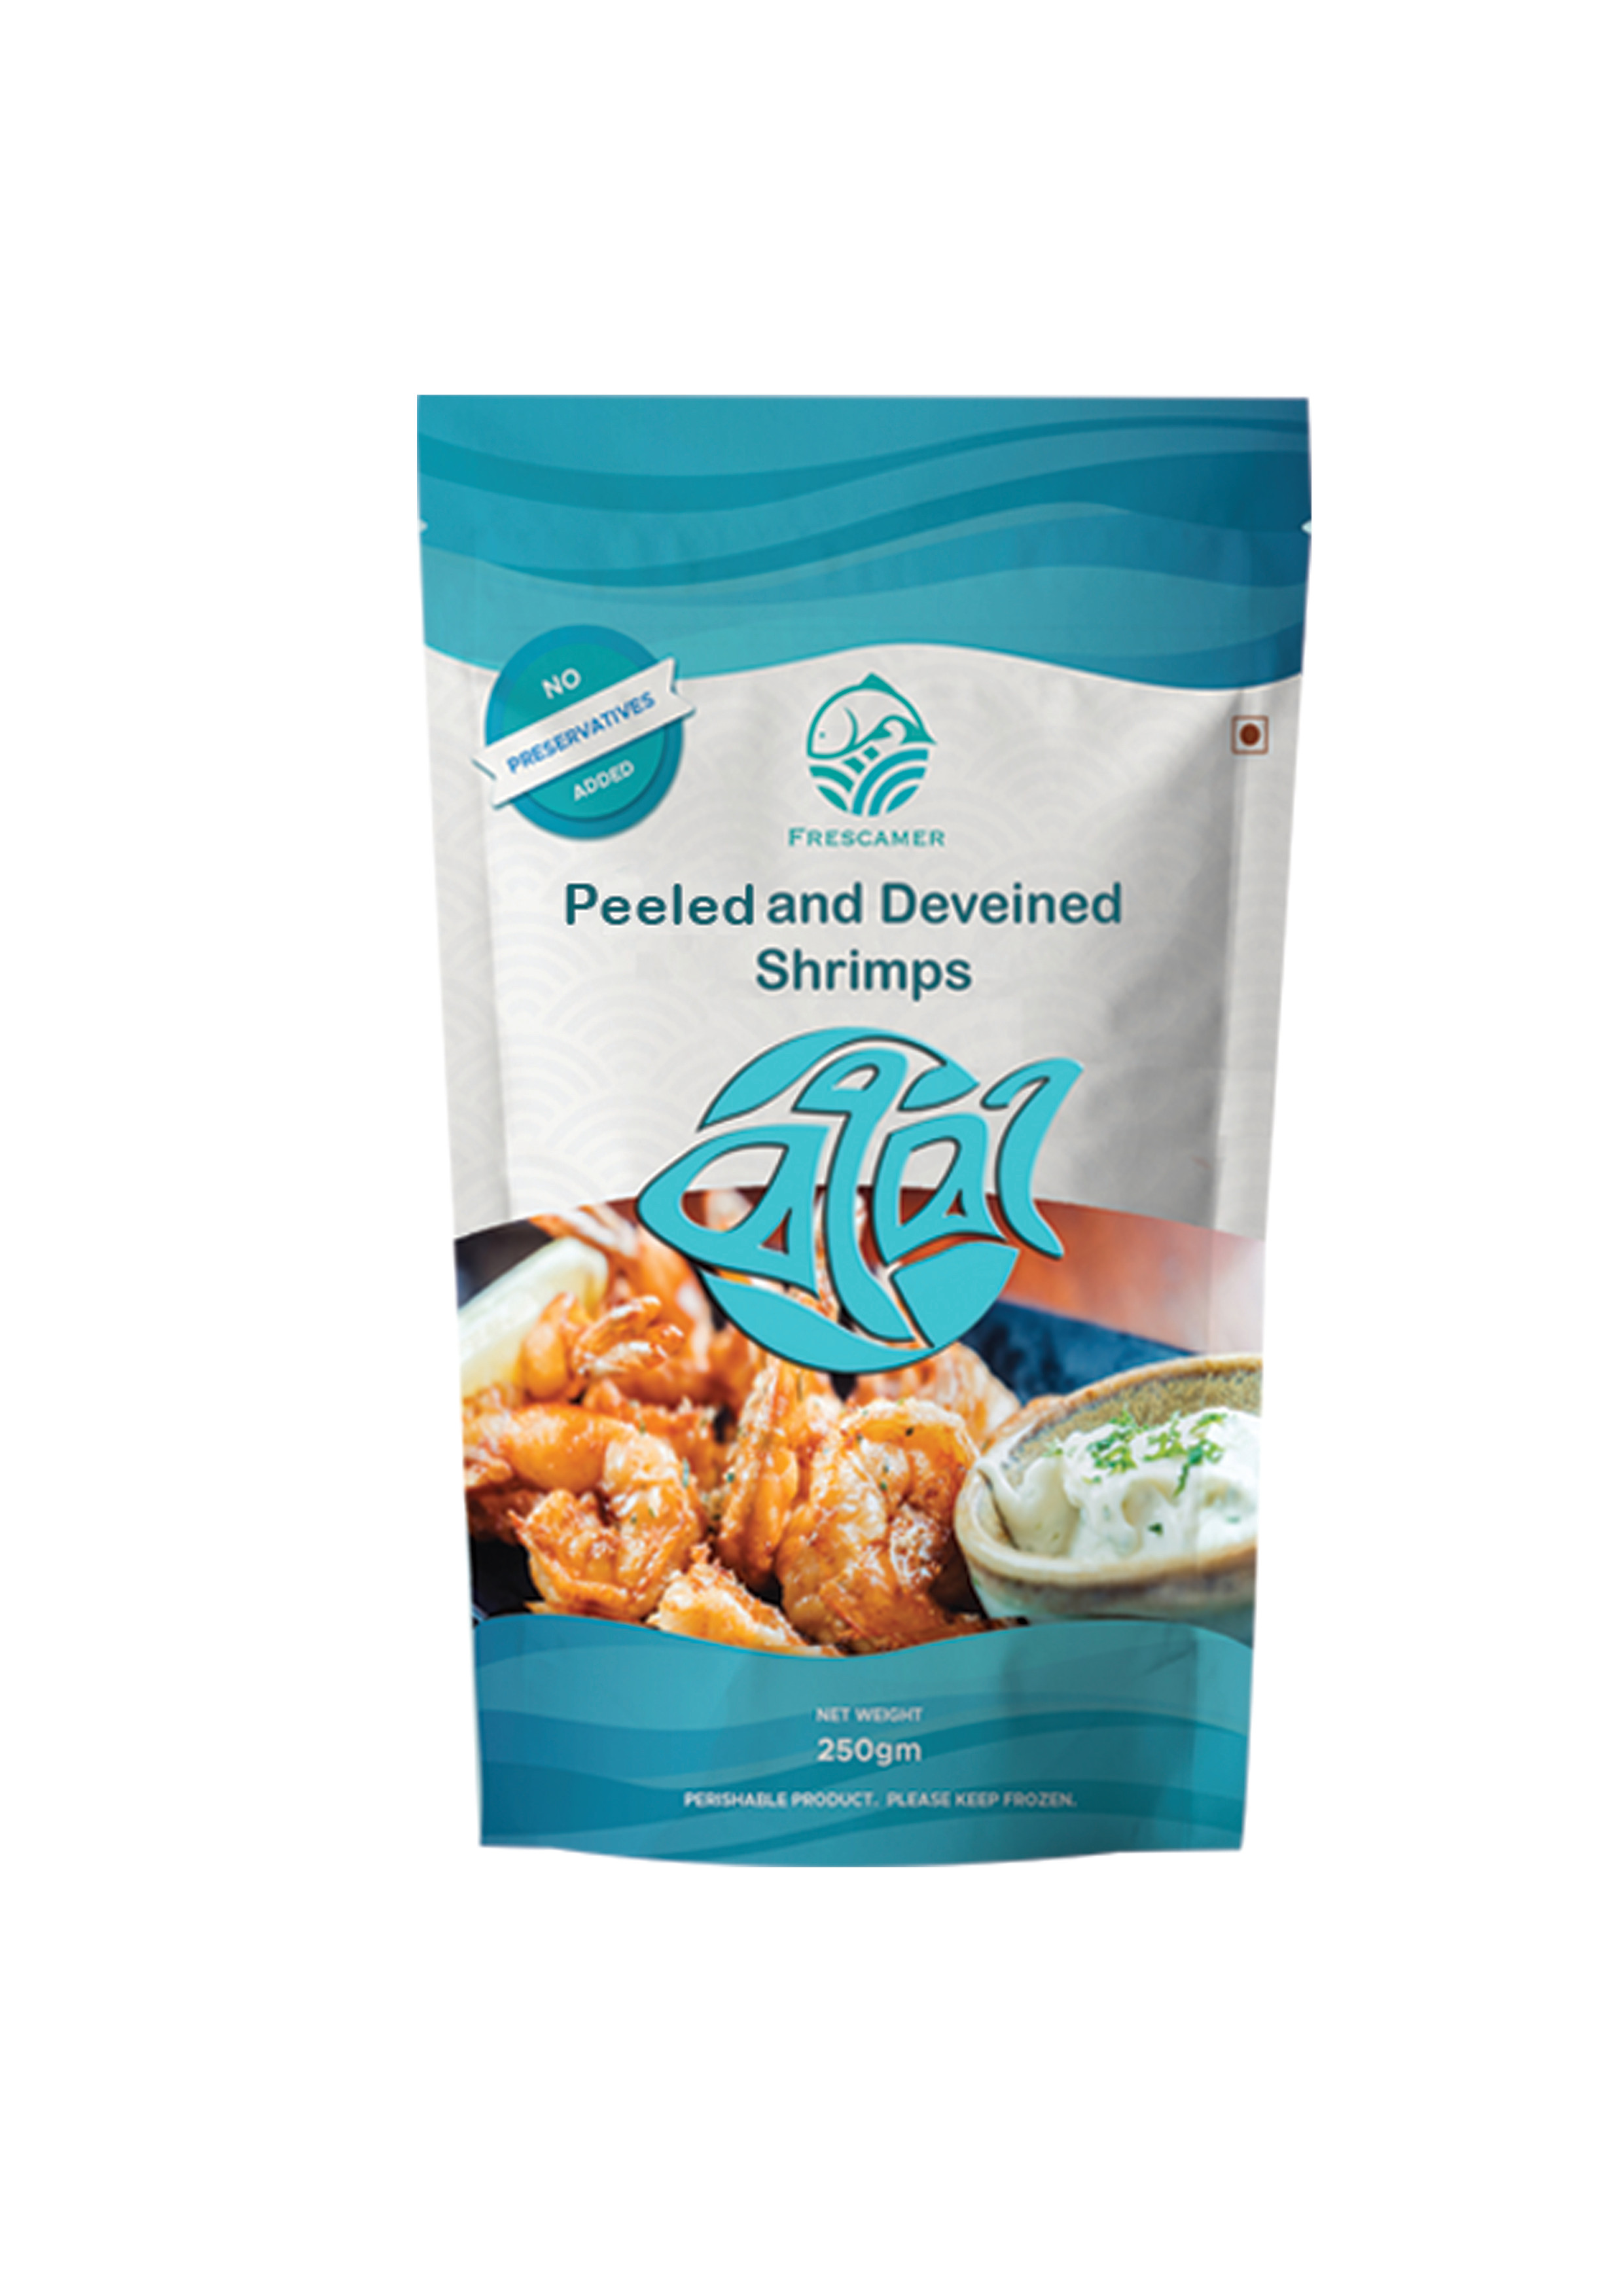 NO
PRESERVATIVES
ADDED
FRESCAMER
Peeled and Deveined
Shrimps
NET WEIGHT
250gm
PERISHABLE PRODUCT. PLEASE KEEP FROZEN.